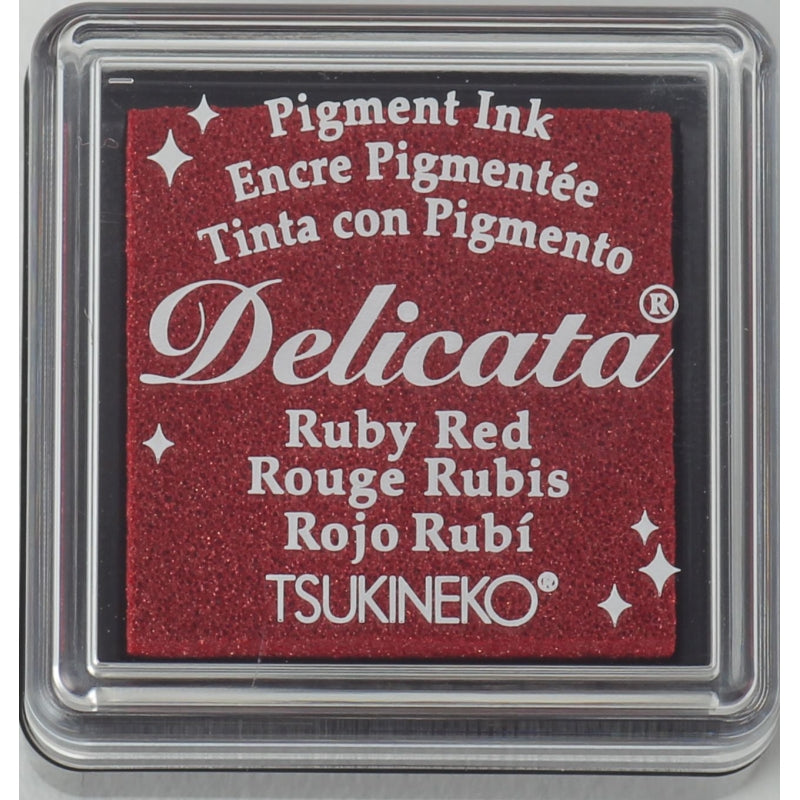 Pigment Ink
Encre Pigmentée
Tinta con Pigmento
Delicata®
Ruby Red
Rouge Rubis
Rojo Rubí
TSUKINEKO®